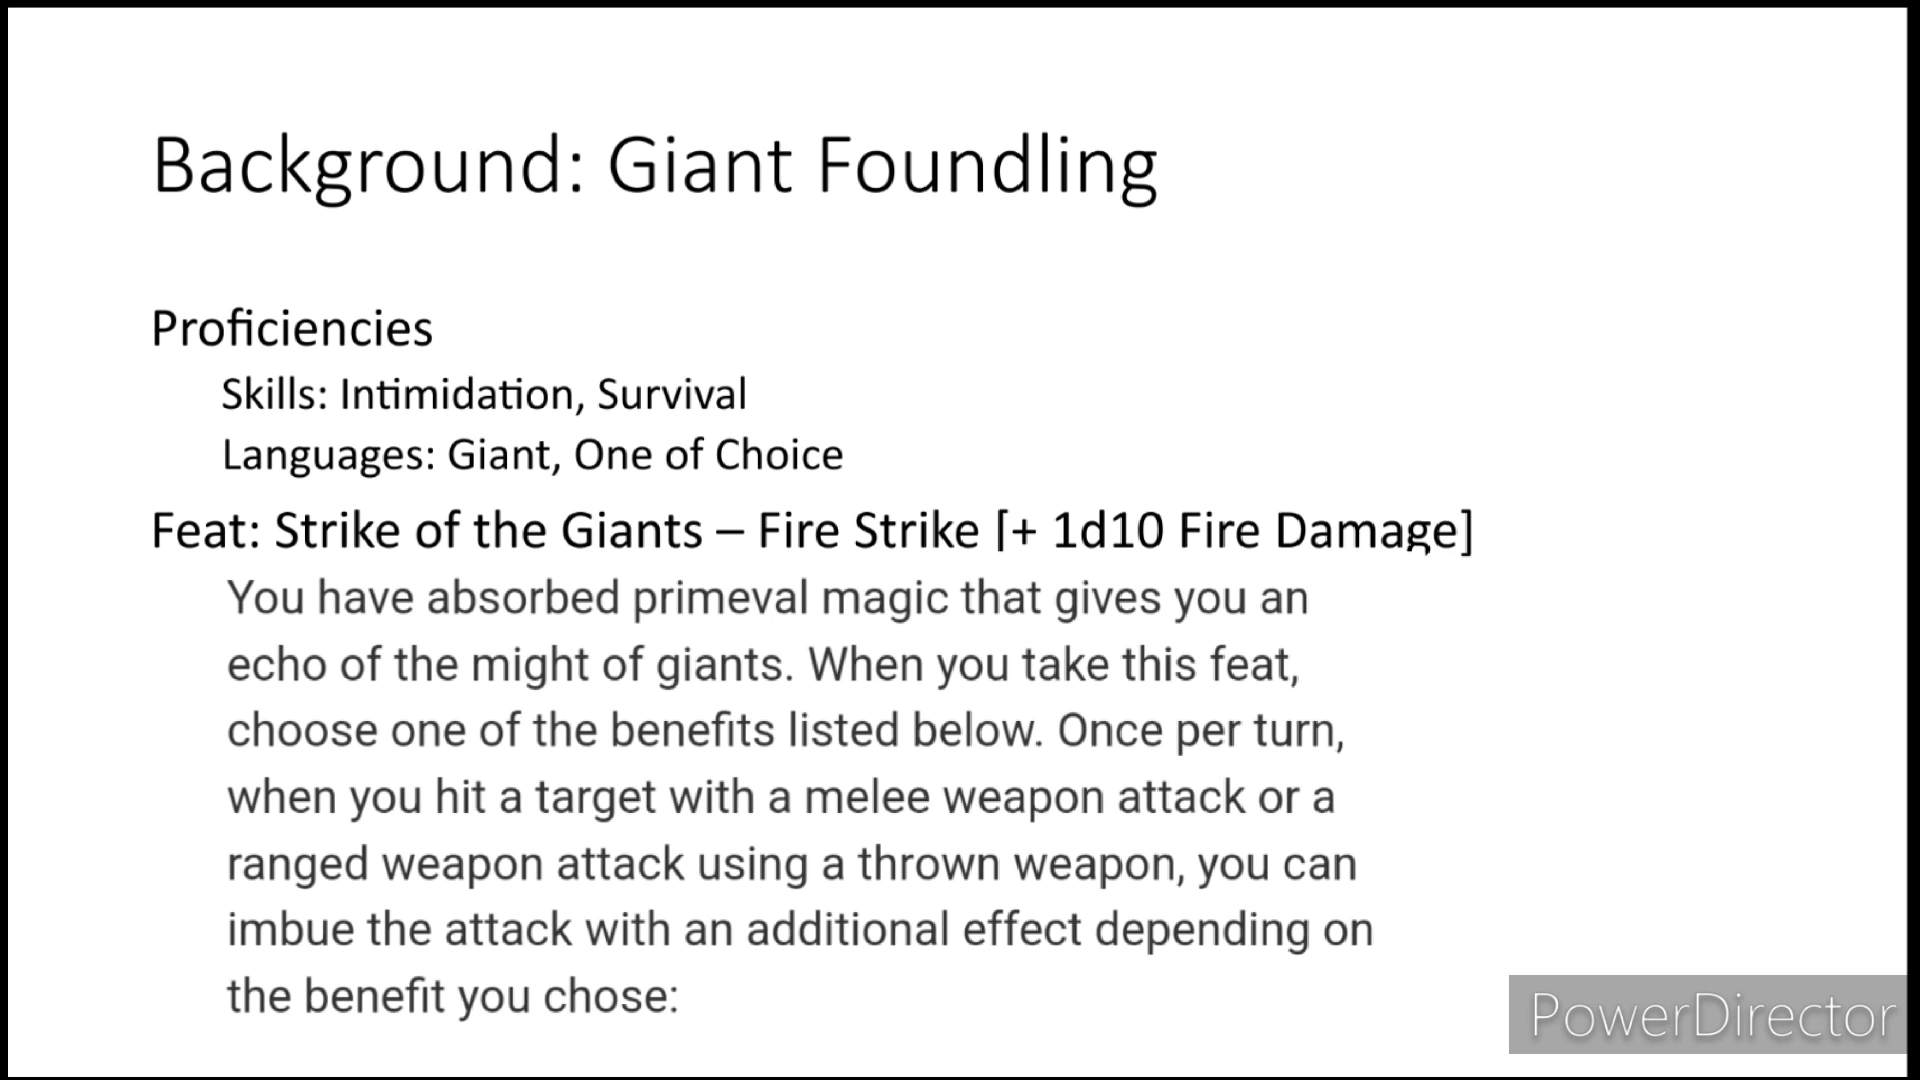 Background: Giant Foundling
Proficiencies
Skills: Intimidation, Survival
Languages: Giant, One of Choice
Feat: Strike of the Giants – Fire Strike [+ 1d10 Fire Damage]
You have absorbed primeval magic that gives you an
echo of the might of giants. When you take this feat,
choose one of the benefits listed below. Once per turn,
when you hit a target with a melee weapon attack or a
ranged weapon attack using a thrown weapon, you can
imbue the attack with an additional effect depending on
the benefit you chose:
PowerDirector